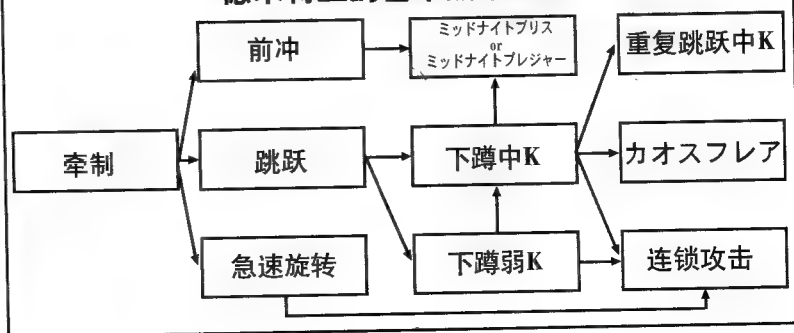 前冲
ミッドナイトブリス
or
ミッドナイトプレジャー
重复跳跃中K
牵制
跳跃
下蹲中K
カオスフレア
急速旋转
下蹲弱K
连锁攻击